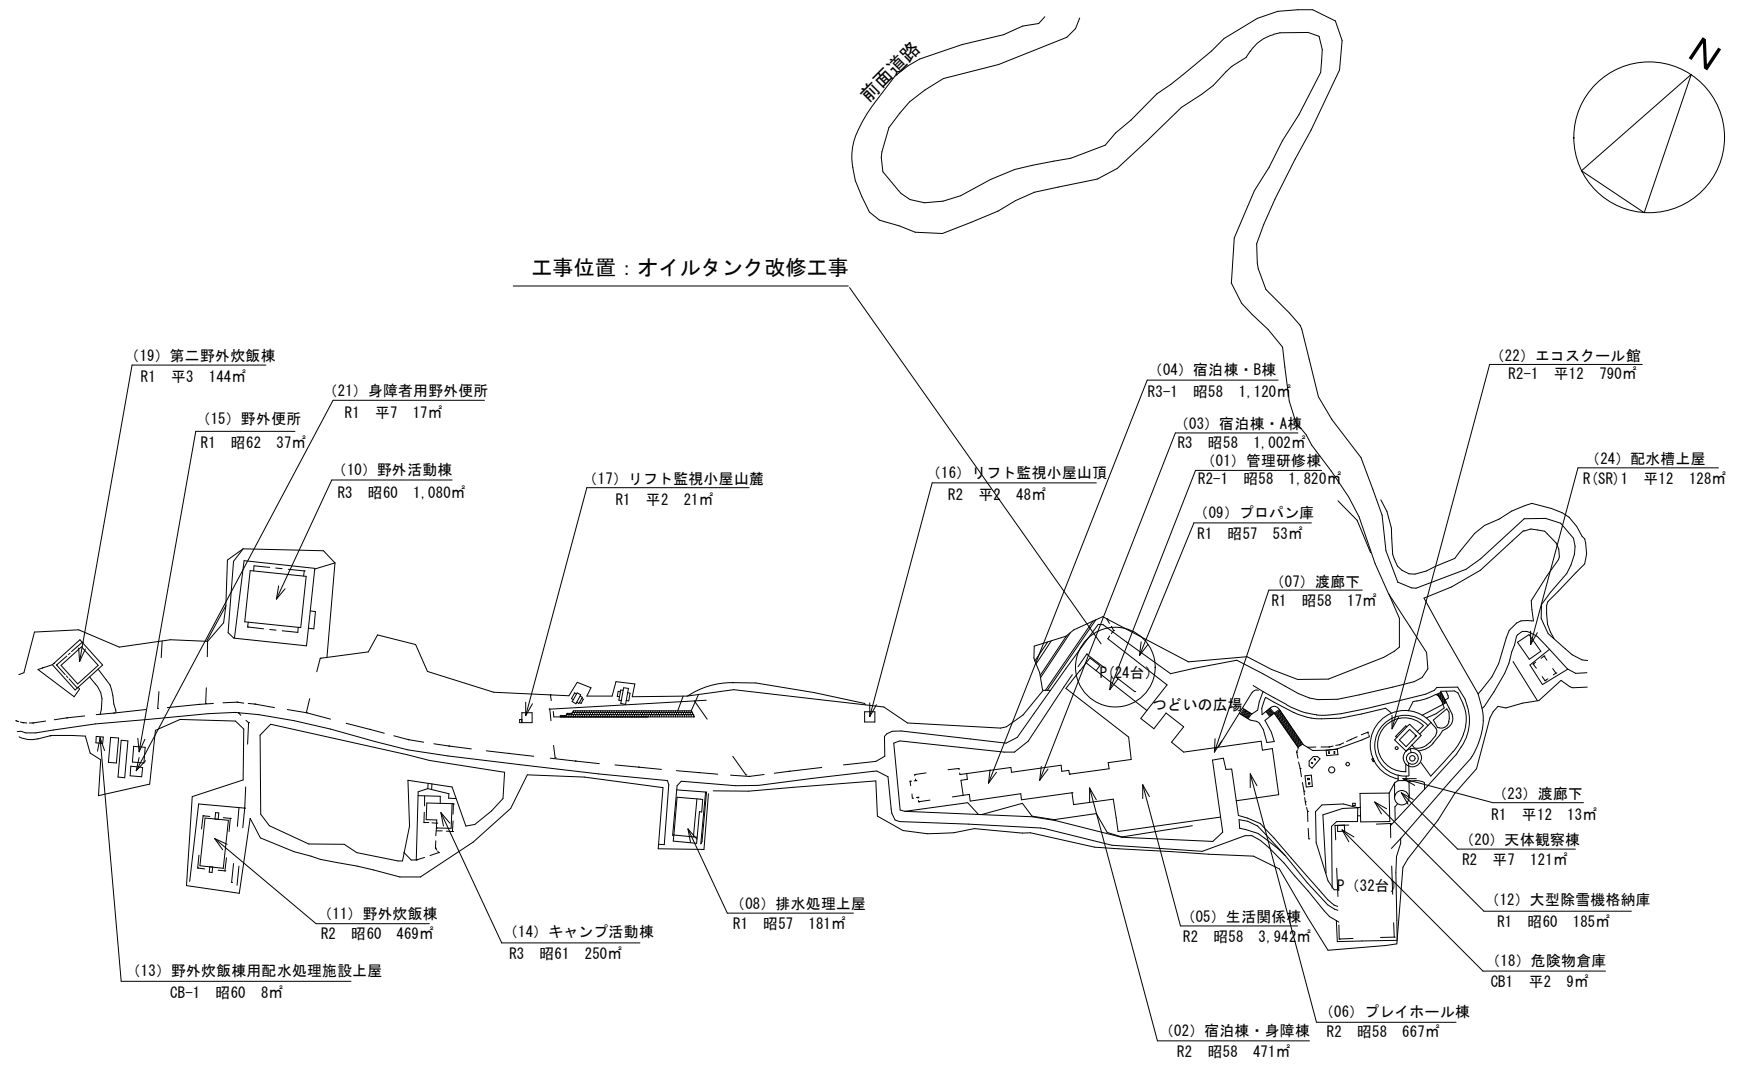 前面道路
N
工事位置：オイルタンク改修工事
(19) 第二野外炊飯棟
R1 平3 144㎡
(21) 身障者用野外便所
R1 平7 17㎡
(15) 野外便所
R1 昭62 37㎡
(10) 野外活動棟
R3 昭60 1,080㎡
(17) リフト監視小屋山麓
R1 平2 21㎡
(16) リフト監視小屋山頂
R2 平2 48㎡
(04) 宿泊棟・B棟
R3-1 昭58 1,120㎡
(03) 宿泊棟・A棟
R3 昭58 1,002㎡
(01) 管理研修棟
R2-1 昭58 1,820㎡
(09) プロパン庫
R1 昭57 53㎡
(07) 渡廊下
R1 昭58 17㎡
(22) エコスクール館
R2-1 平12 790㎡
(24) 配水槽上屋
R(SR)1 平12 128㎡
P(24台)
つどいの広場
(23) 渡廊下
R1 平12 13㎡
(20) 天体観察棟
R2 平7 121㎡
P (32台)
(12) 大型除雪機格納庫
R1 昭60 185㎡
(18) 危険物倉庫
CB1 平2 9㎡
(06) プレイホール棟
R2 昭58 667㎡
(05) 生活関係棟
R2 昭58 3,942㎡
(02) 宿泊棟・身障棟
R2 昭58 471㎡
(08) 排水処理上屋
R1 昭57 181㎡
(14) キャンプ活動棟
R3 昭61 250㎡
(11) 野外炊飯棟
R2 昭60 469㎡
(13) 野外炊飯棟用配水処理施設上屋
CB-1 昭60 8㎡